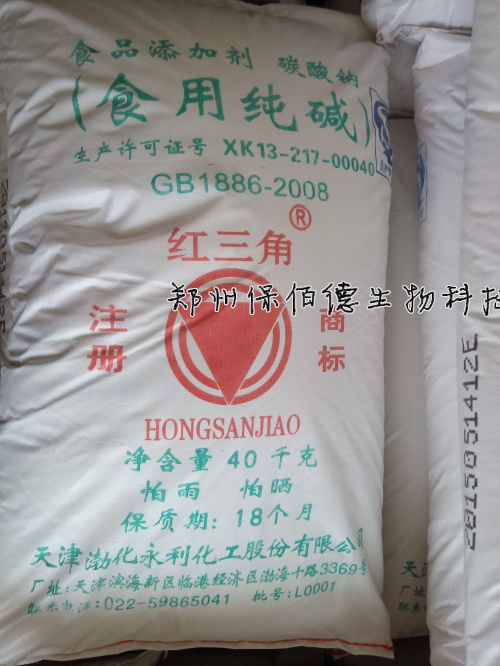 食品添加剂 碳酸钠
(食用纯碱)
生产许可证号 XK13-217-00040
GB1886-2008
®
红三角
郑州保佰德生物科技
注册 商标
HONGSANJIAO
净含量 40 千克
怕雨 怕晒
保质期: 18个月
天津渤化永利化工股份有限公司
厂址: 天津滨海新区临港经济区渤海十路3369号
联系电话: 022-59865041 批号: L0001
2015051412E